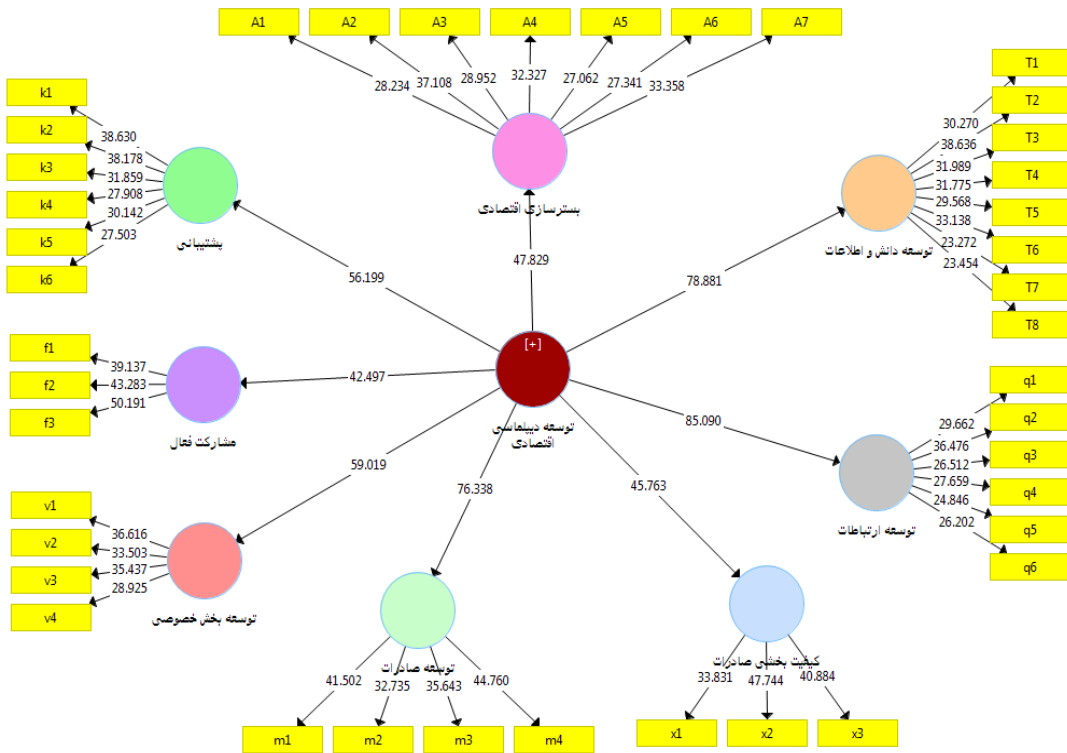 A1 A2 A3 A4 A5 A6 A7
28.234 37.108 28.952 32.327 27.062 27.341 33.358
بسترسازی اقتصادی
47.829
k1
k2
k3
k4
k5
k6
38.630
38.178
31.859
27.908
30.142
27.503
پشتیبانی
56.199
T1
T2
T3
T4
T5
T6
T7
T8
30.270
38.636
31.989
31.775
29.568
33.138
23.272
23.454
توسعه دانش و اطلاعات
78.881
[+]
توسعه دیپلماسی
اقتصادی
f1
f2
f3
39.137
43.283
50.191
مشارکت فعال
42.497
q1
q2
q3
q4
q5
q6
29.662
36.476
26.512
27.659
24.846
26.202
توسعه ارتباطات
85.090
v1
v2
v3
v4
36.616
33.503
35.437
28.925
توسعه بخش خصوصی
59.019
76.338
توسعه صادرات
41.502 32.735 35.643 44.760
m1 m2 m3 m4
45.763
کیفیت بخشی صادرات
33.831 47.744 40.884
x1 x2 x3